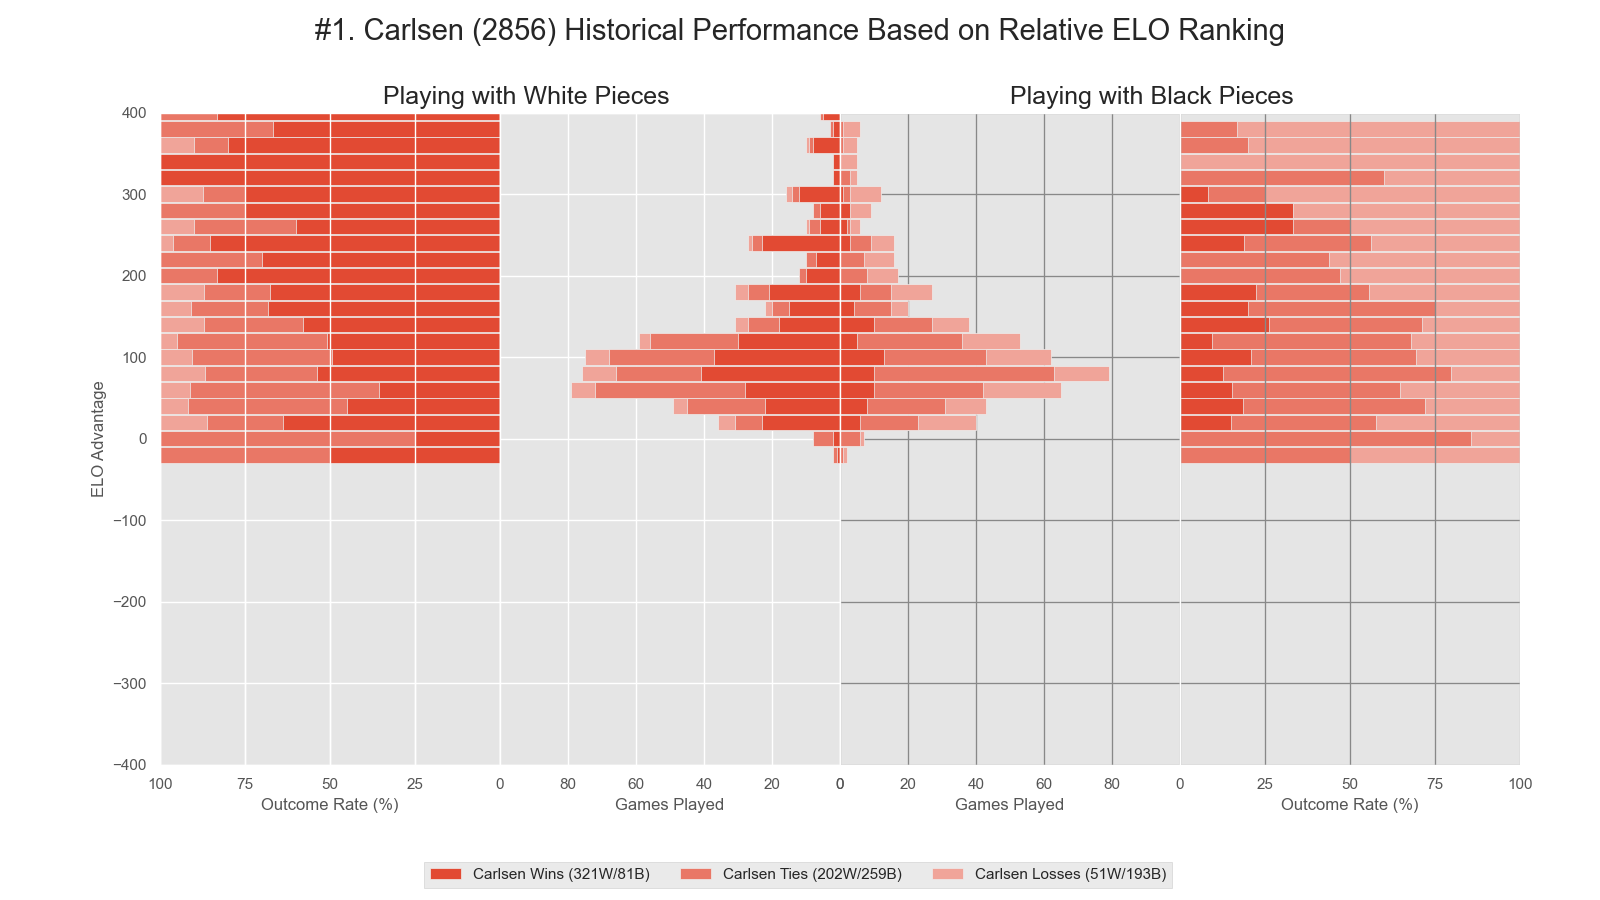 #1. Carlsen (2856) Historical Performance Based on Relative ELO Ranking
Playing with White Pieces
Playing with Black Pieces
400
300
200
100
0
−100
−200
−300
−400
ELO Advantage
100 75 50 25 0 80 60 40 20 0 20 40 60 80 0 25 50 75 100
Outcome Rate (%) Games Played Games Played Outcome Rate (%)
Carlsen Wins (321W/81B) Carlsen Ties (202W/259B) Carlsen Losses (51W/193B)